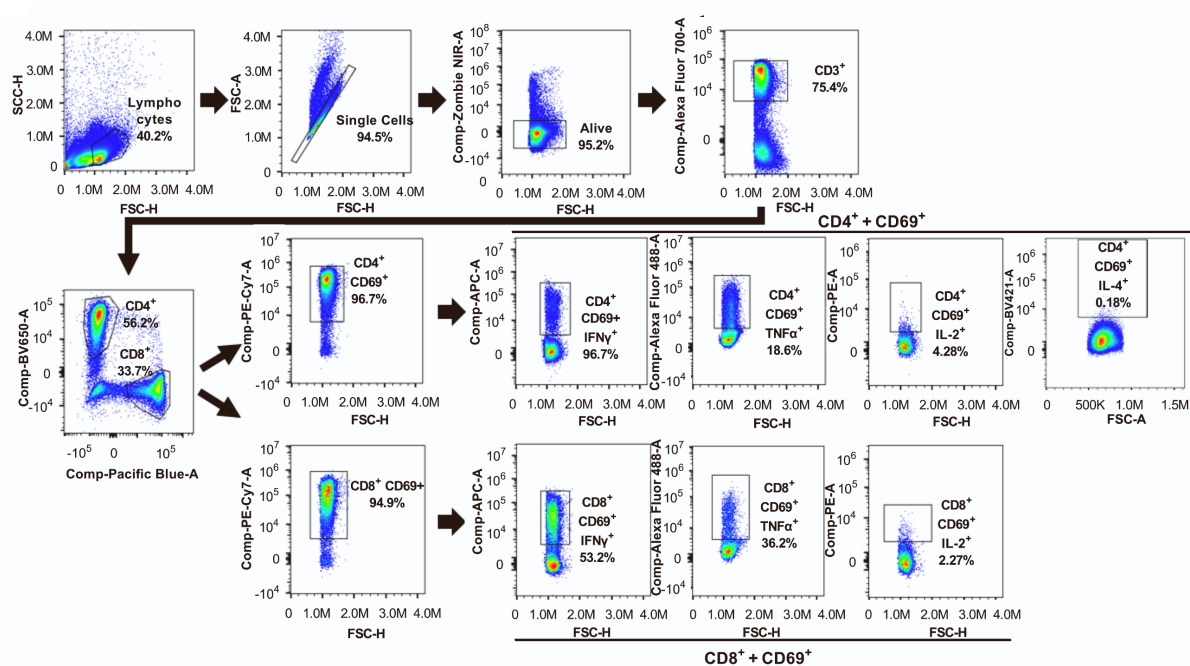 4.0M
3.0M
2.0M
1.0M
0
SCC-H
Lympho
cytes
40.2%
0 1.0M 2.0M 3.0M 4.0M
FSC-H
4.0M
3.0M
2.0M
1.0M
0
FSC-A
Single Cells
94.5%
0 1.0M 2.0M 3.0M 4.0M
FSC-H
10⁸
10⁷
10⁶
10⁵
10⁴
0
-10⁴
0
Comp-Zombie NIR-A
Alive
95.2%
0 1.0M 2.0M 3.0M 4.0M
FSC-H
10⁶
10⁵
10⁴
0
Comp-Alexa Fluor 700-A
CD3⁺
75.4%
0 1.0M 2.0M 3.0M 4.0M
FSC-H
CD4⁺ + CD69⁺
10⁵
10⁴
0
-10⁴
Comp-BV650-A
CD4⁺
56.2%
CD8⁺
33.7%
-10⁵ 0 10⁵
Comp-Pacific Blue-A
10⁷
10⁶
10⁵
10⁴
0
-10⁴
Comp-PE-Cy7-A
CD4⁺
CD69⁺
96.7%
0 1.0M 2.0M 3.0M 4.0M
FSC-H
10⁷
10⁶
10⁵
10⁴
0
Comp-APC-A
CD4⁺
CD69+
IFNγ⁺
96.7%
0 1.0M 2.0M 3.0M 4.0M
FSC-H
10⁶
10⁵
10⁴
0
-10⁴
Comp-Alexa Fluor 488-A
CD4⁺
CD69⁺
TNFα⁺
18.6%
0 1.0M 2.0M 3.0M 4.0M
FSC-H
10⁶
10⁵
10⁴
0
-10⁴
Comp-PE-A
CD4⁺
CD69⁺
IL-2⁺
4.28%
0 1.0M 2.0M 3.0M 4.0M
FSC-H
10⁶
10⁵
10⁴
0
Comp-BV421-A
CD4⁺
CD69⁺
IL-4⁺
0.18%
0 500K 1.0M 1.5M
FSC-A
10⁷
10⁶
10⁵
10⁴
0
-10⁴
Comp-PE-Cy7-A
CD8⁺ CD69+
94.9%
0 1.0M 2.0M 3.0M 4.0M
FSC-H
10⁷
10⁶
10⁵
10⁴
0
Comp-APC-A
CD8⁺
CD69⁺
IFNγ⁺
53.2%
0 1.0M 2.0M 3.0M 4.0M
FSC-H
10⁷
10⁶
10⁵
10⁴
0
-10⁴
Comp-Alexa Fluor 488-A
CD8⁺
CD69⁺
TNFα⁺
36.2%
0 1.0M 2.0M 3.0M 4.0M
FSC-H
10⁷
10⁶
10⁵
10⁴
0
-10⁴
Comp-PE-A
CD8⁺
CD69⁺
IL-2⁺
2.27%
0 1.0M 2.0M 3.0M 4.0M
FSC-H
CD8⁺ + CD69⁺